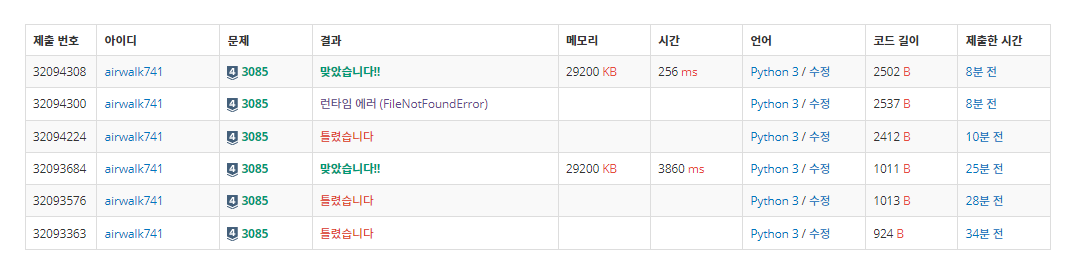 제출 번호 아이디 문제 결과 메모리 시간 언어 코드 길이 제출한 시간
32094308 airwalk741 4 3085 맞았습니다!! 29200 KB 256 ms Python 3 / 수정 2502 B 8분 전
32094300 airwalk741 4 3085 런타임 에러 (FileNotFoundError) Python 3 / 수정 2537 B 8분 전
32094224 airwalk741 4 3085 틀렸습니다 Python 3 / 수정 2412 B 10분 전
32093684 airwalk741 4 3085 맞았습니다!! 29200 KB 3860 ms Python 3 / 수정 1011 B 25분 전
32093576 airwalk741 4 3085 틀렸습니다 Python 3 / 수정 1013 B 28분 전
32093363 airwalk741 4 3085 틀렸습니다 Python 3 / 수정 924 B 34분 전